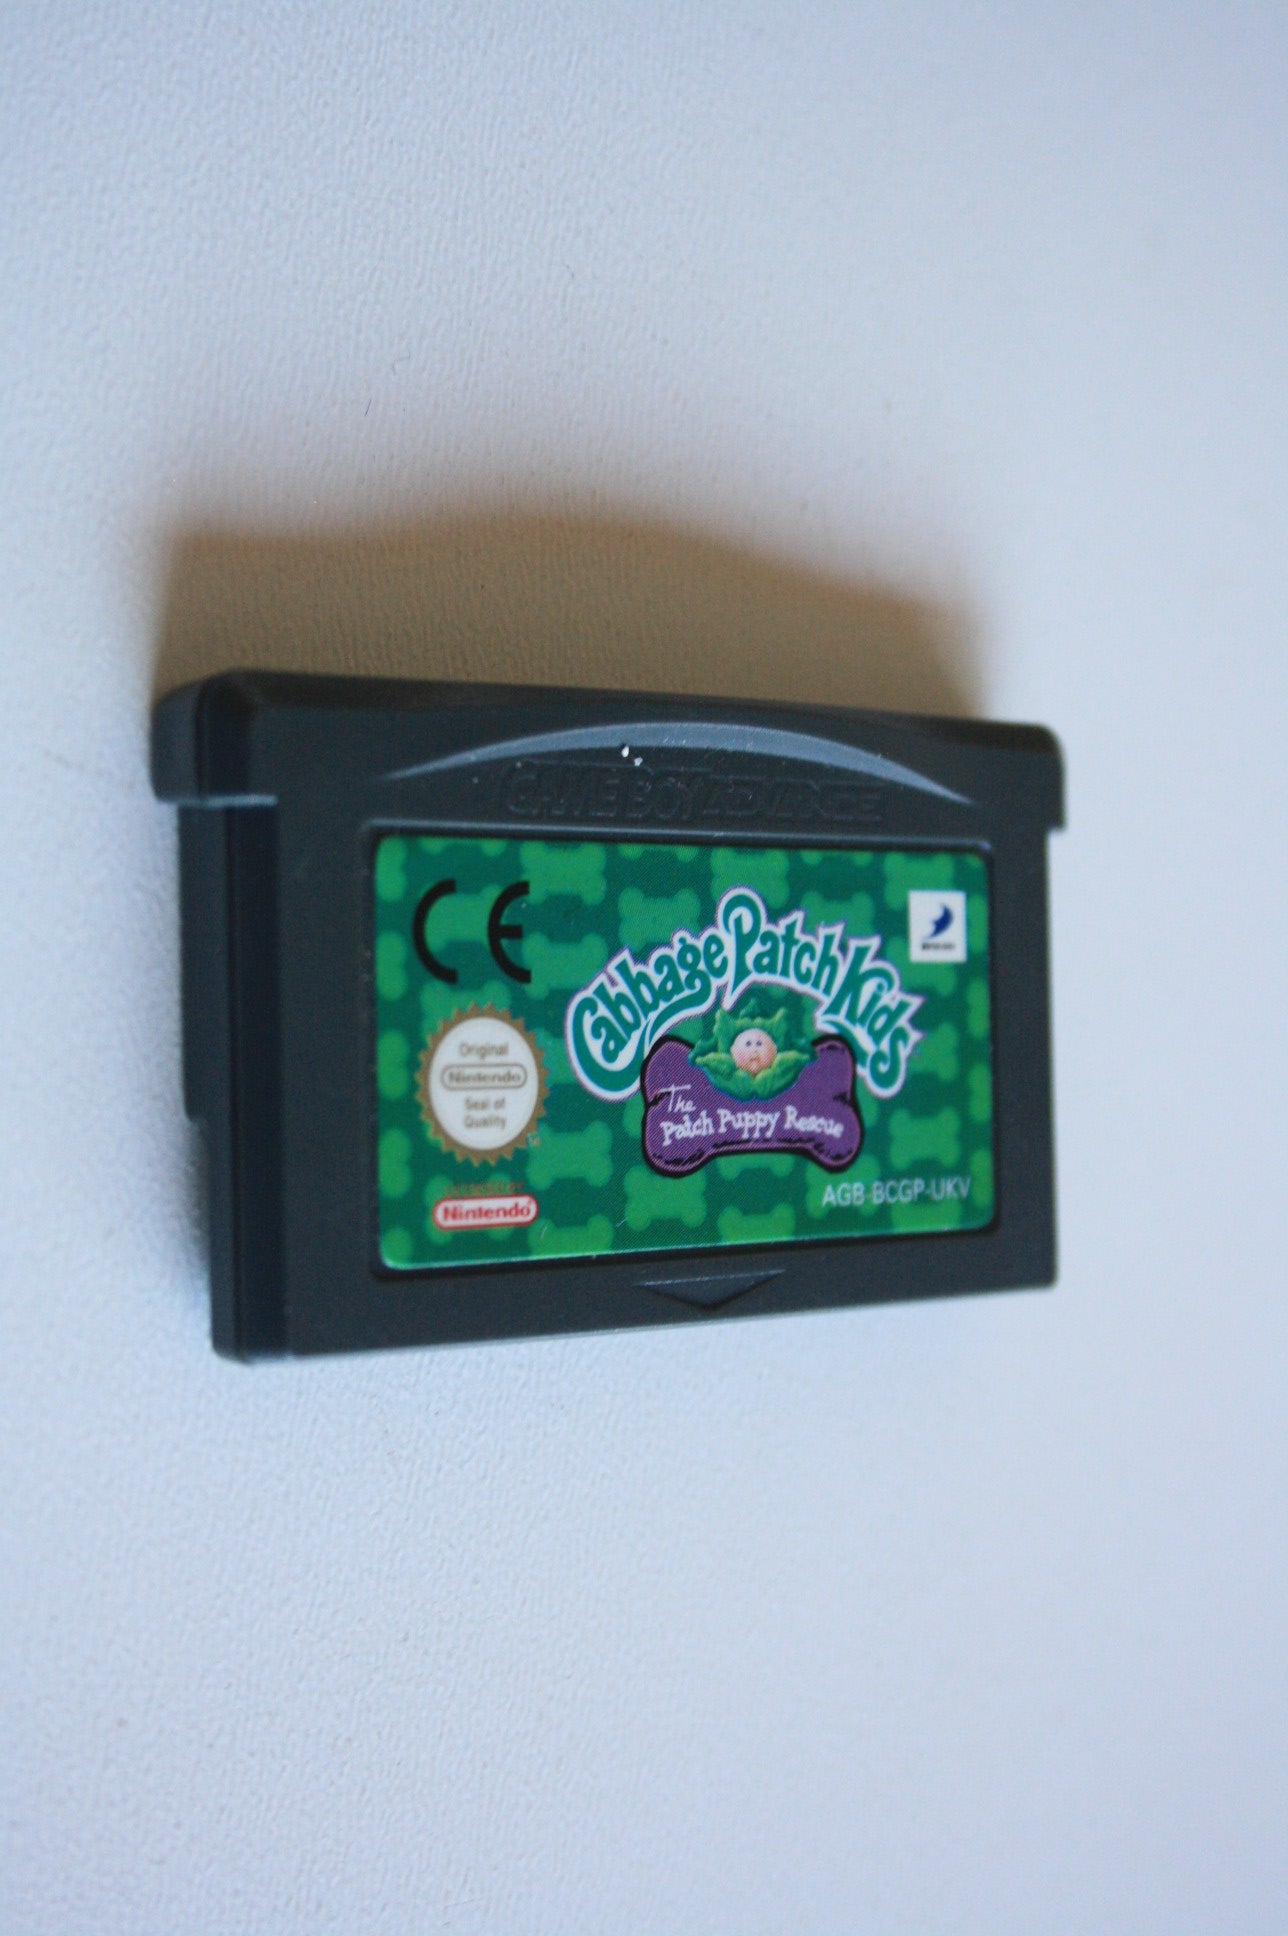 GAME BOY ADVANCE
CE
Cabbage Patch Kids
The
Patch Puppy Rescue
Original
Nintendo
Seal of
Quality
Nintendo
AGB-BCGP-UKV